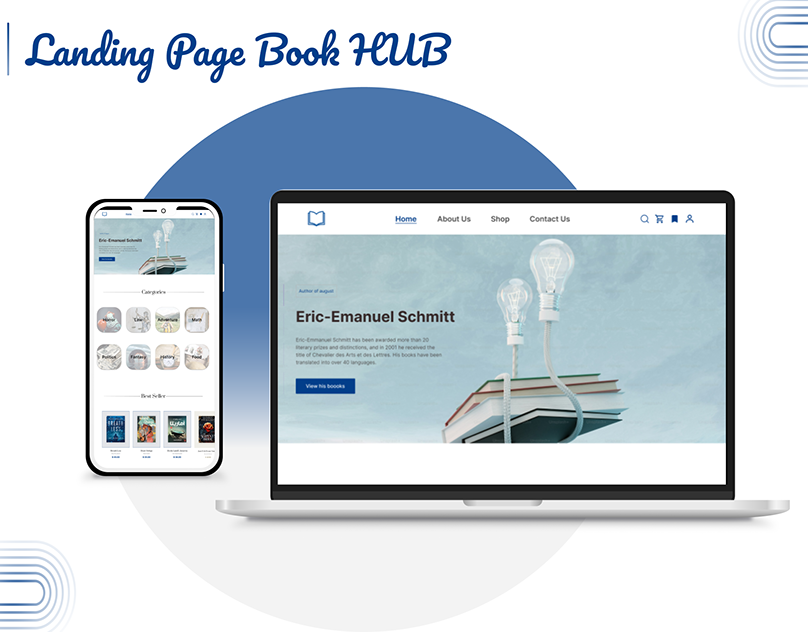 Landing Page Book HUB
Home
About Us
Shop
Contact Us
Author of august
Eric-Emanuel Schmitt
Eric-Emmanuel Schmitt has been awarded more than 20
literary prizes and distinctions, and in 2001 he received the
title of Chevalier des Arts et des Lettres. His books have been
translated into over 40 languages.
View his boooks
Eric-Emanuel Schmitt
Categories
Horror
Adventure
Math
Politics
Fantasy
History
Food
Best Seller